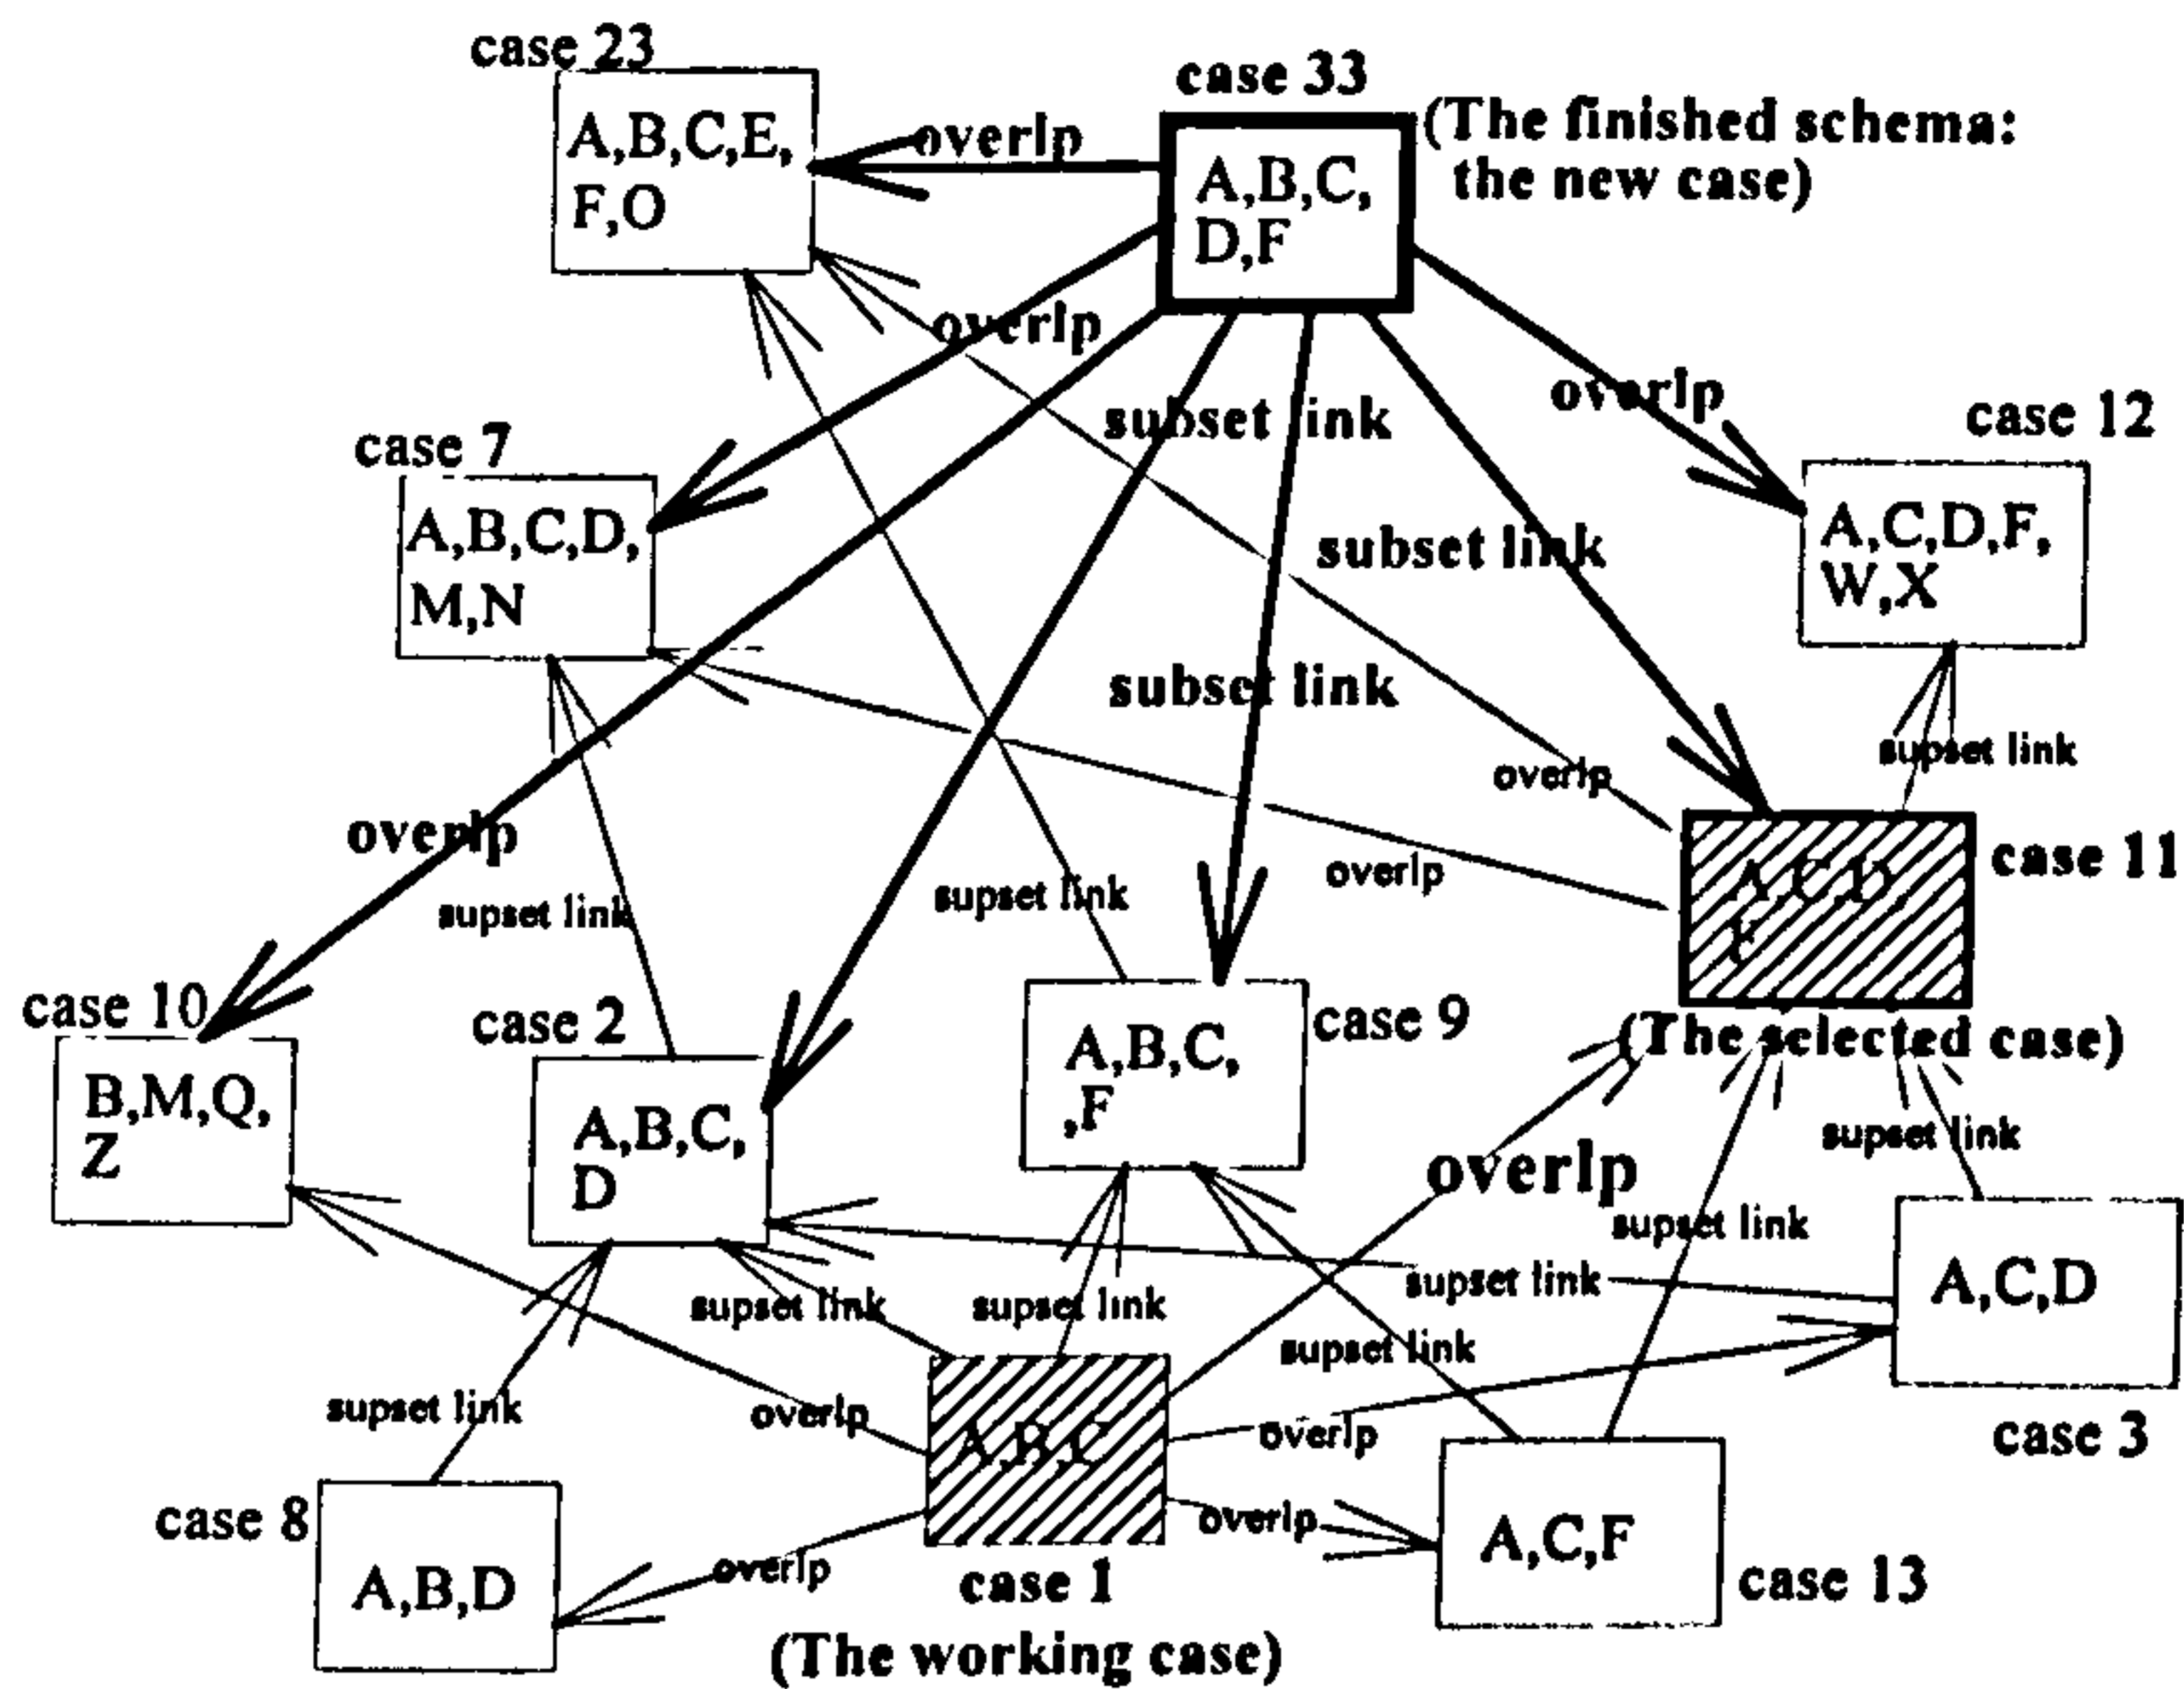 case 23
A,B,C,E,
F,O
overlp
case 33
A,B,C,
D,F
(The finished schema:
the new case)
overlp
subset link
overlp
case 12
A,C,D,F,
W,X
case 7
A,B,C,D,
M,N
subset link
subset link
supset link
overlp
overlp
overlp
supset link
supset link
A,C,D
F
case 11
(The selected case)
case 10
B,M,Q,
Z
case 2
A,B,C,
D
A,B,C,
,F
case 9
overlp
supset link
supset link
supset link
A,C,D
case 3
supset link
supset link
supset link
supset link
supset link
overlp
A,B,C
overlp
overlp
case 8
A,B,D
overlp
case 1
(The working case)
A,C,F
case 13